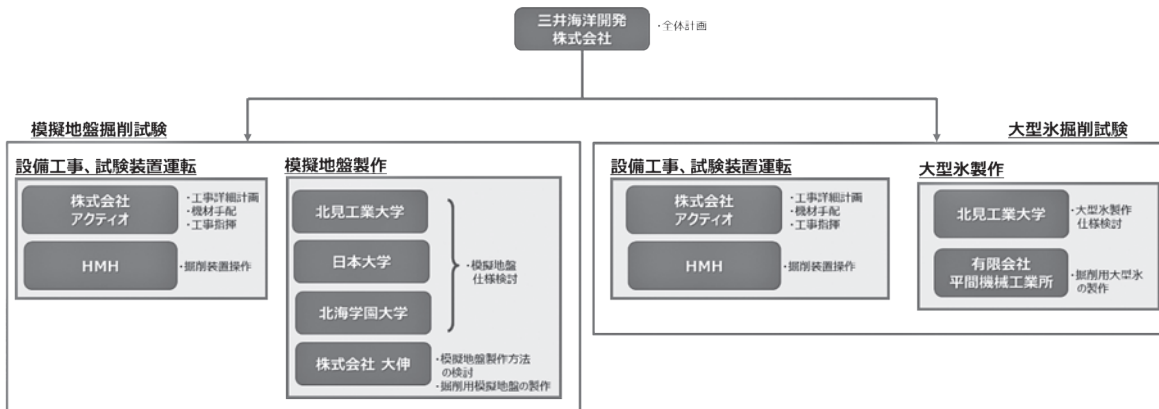 三井海洋開発
株式会社
・全体計画
模擬地盤掘削試験
設備工事、試験装置運転
株式会社
アクティオ
・工事詳細計画
・機材手配
・工事指揮
HMH
・掘削装置操作
模擬地盤製作
北見工業大学
日本大学
北海学園大学
・模擬地盤
仕様検討
株式会社 大伸
・模擬地盤製作方法
の検討
・掘削用模擬地盤の製作
大型氷掘削試験
設備工事、試験装置運転
株式会社
アクティオ
・工事詳細計画
・機材手配
・工事指揮
HMH
・掘削装置操作
大型氷製作
北見工業大学
・大型氷製作
仕様検討
有限会社
平間機械工業所
・掘削用大型氷
の製作